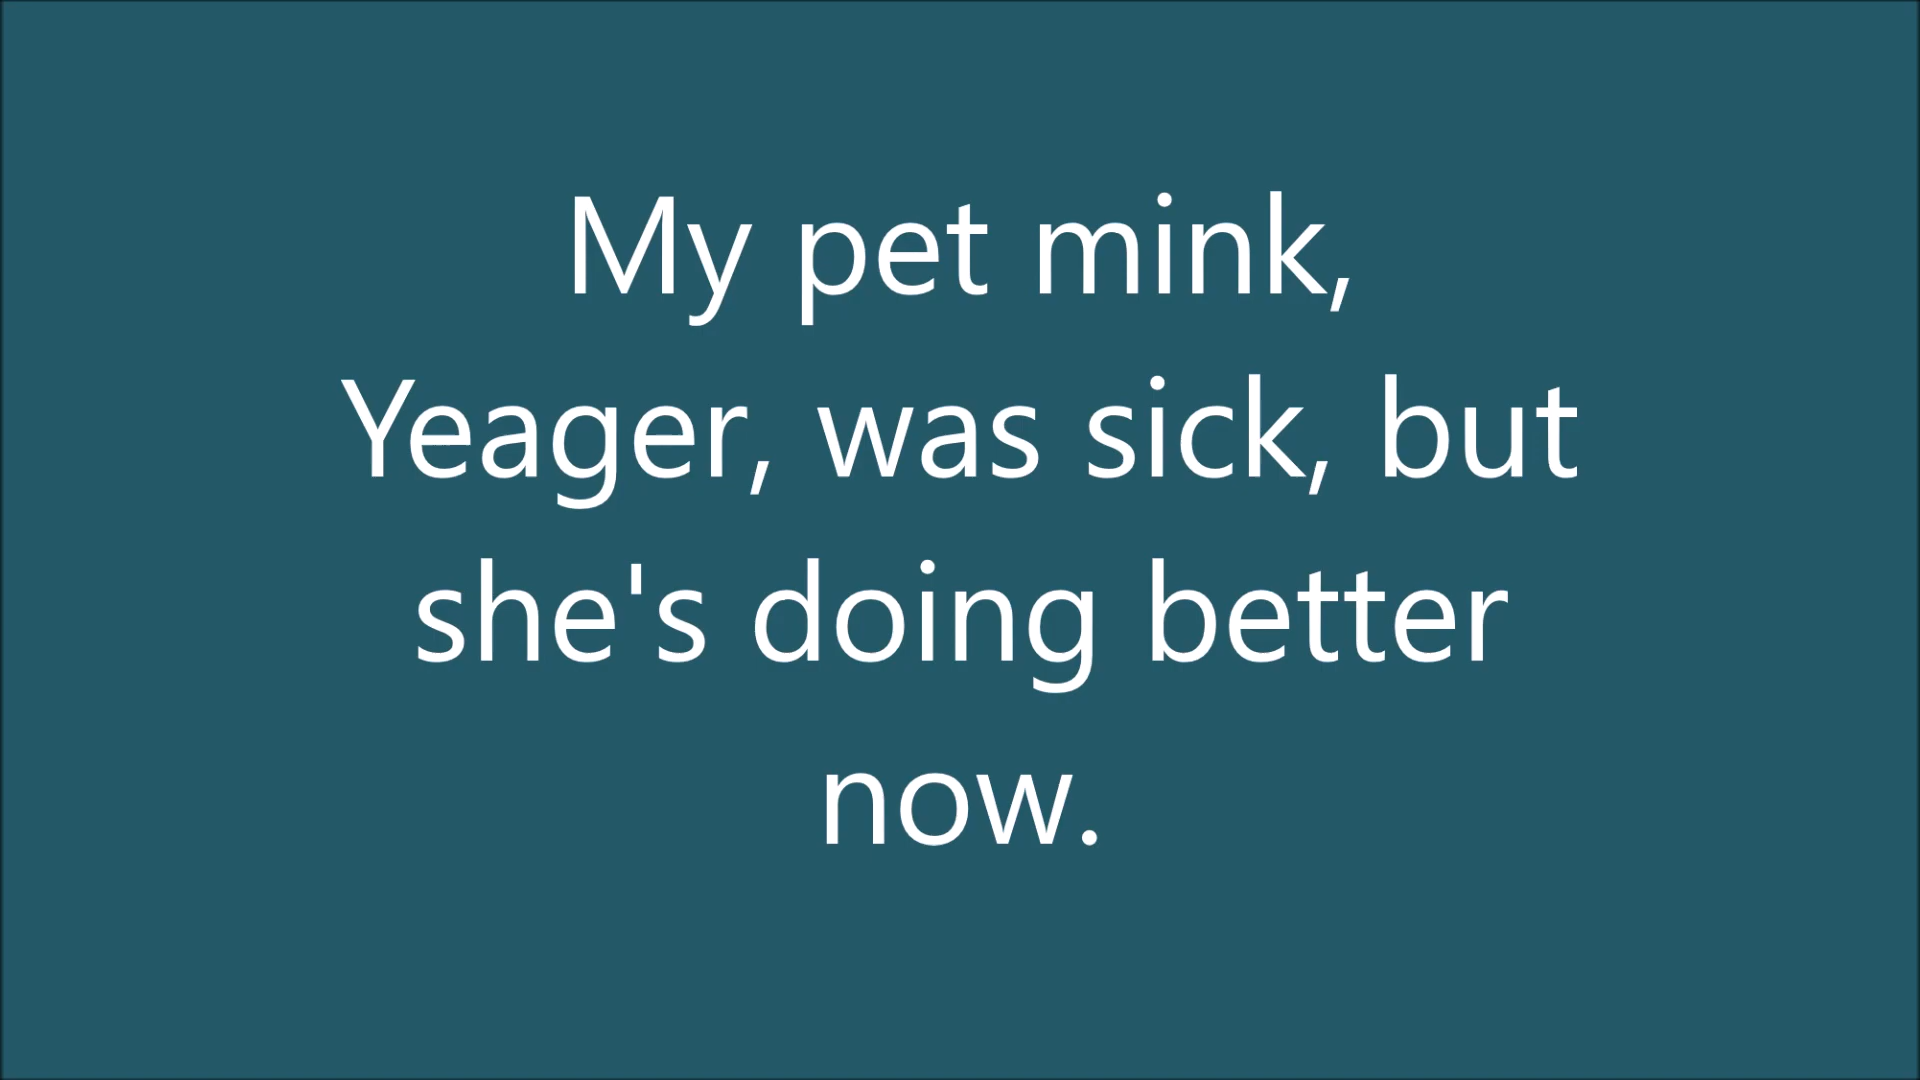 My pet mink,
Yeager, was sick, but
she's doing better
now.